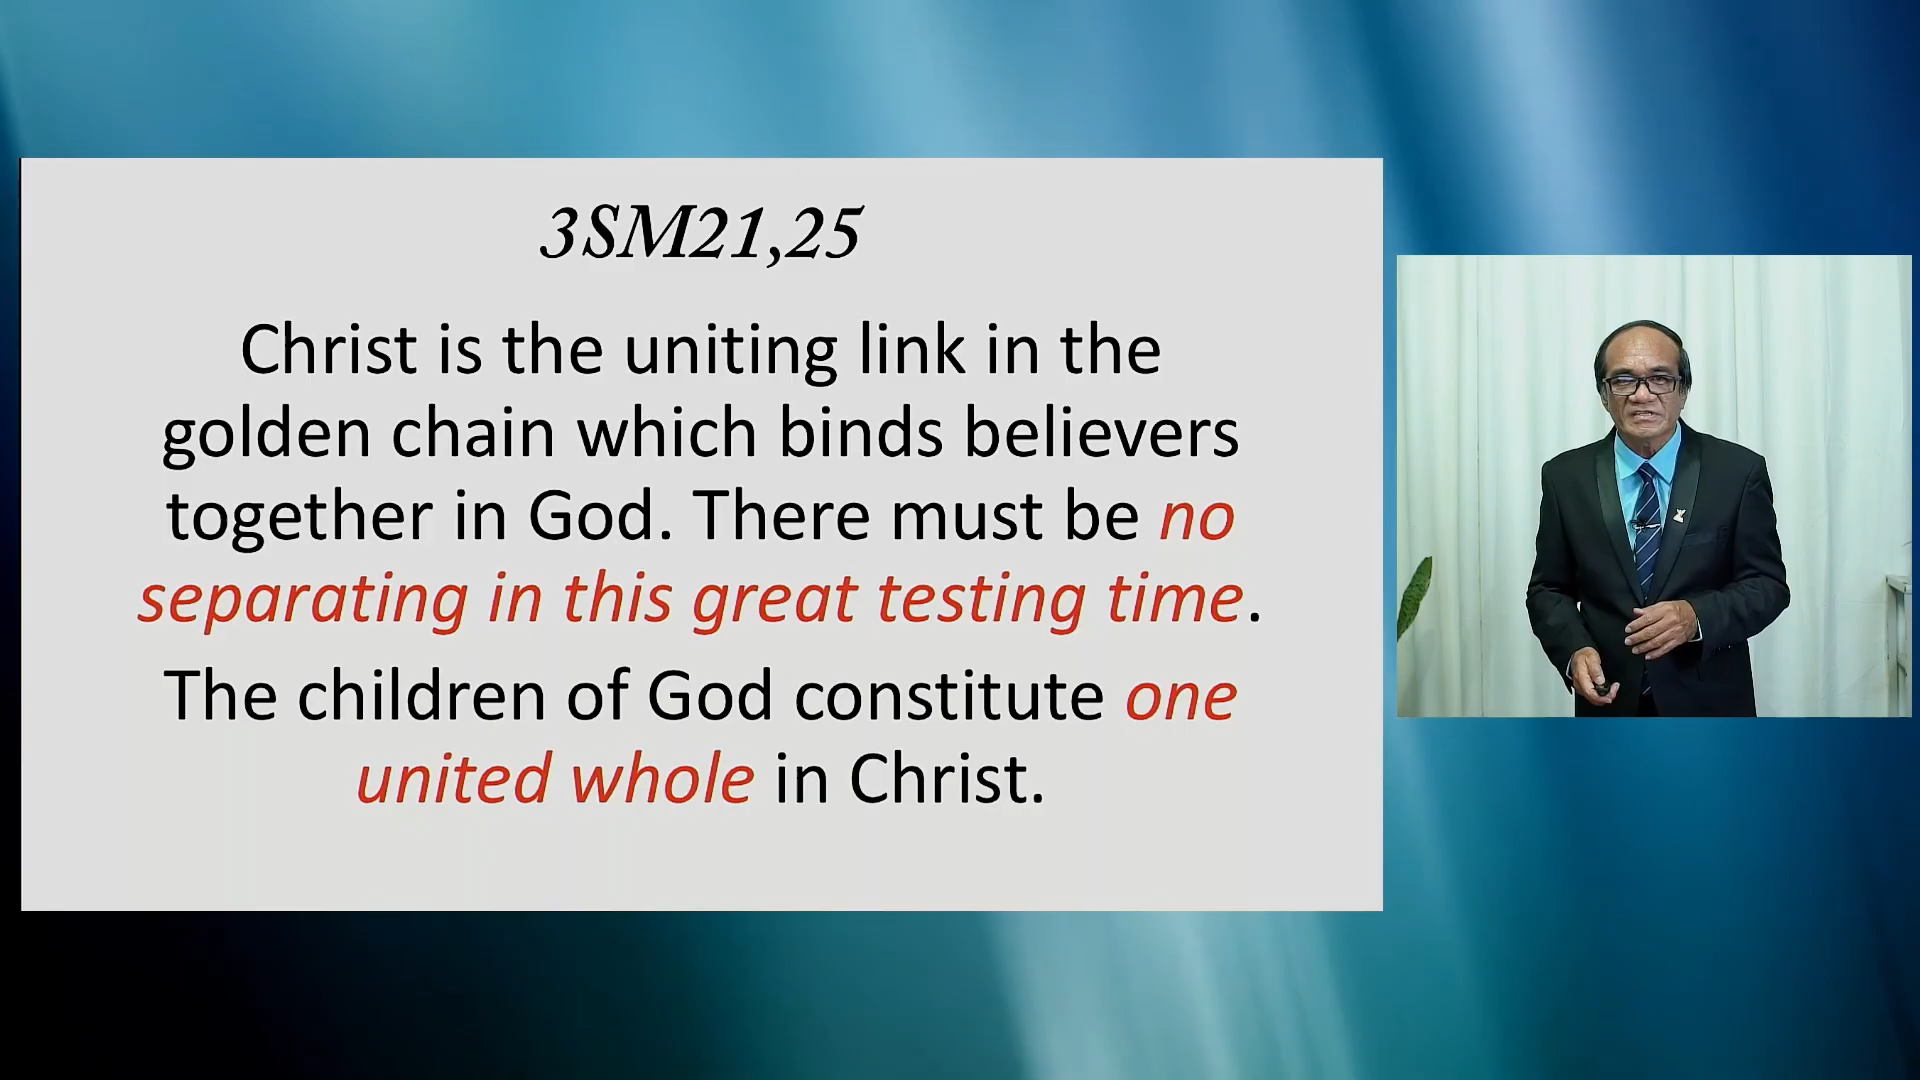 3SM21,25
Christ is the uniting link in the
golden chain which binds believers
together in God. There must be no
separating in this great testing time.
The children of God constitute one
united whole in Christ.